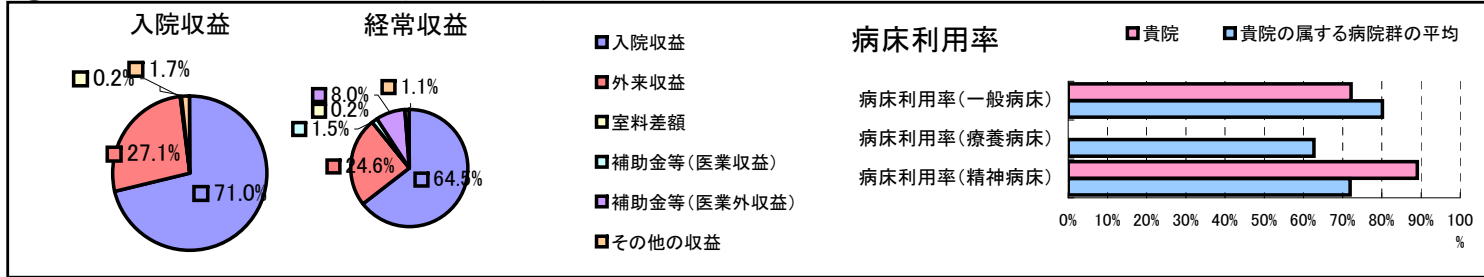 入院収益
0.2%
1.7%
27.1%
71.0%
経常収益
8.0%
1.1%
0.2%
1.5%
24.6%
64.5%
入院収益
外来収益
室料差額
補助金等(医業収益)
補助金等(医業外収益)
その他の収益
病床利用率
貴院
貴院の属する病院群の平均
病床利用率(一般病床)
病床利用率(療養病床)
病床利用率(精神病床)
0% 10% 20% 30% 40% 50% 60% 70% 80% 90% 100
%